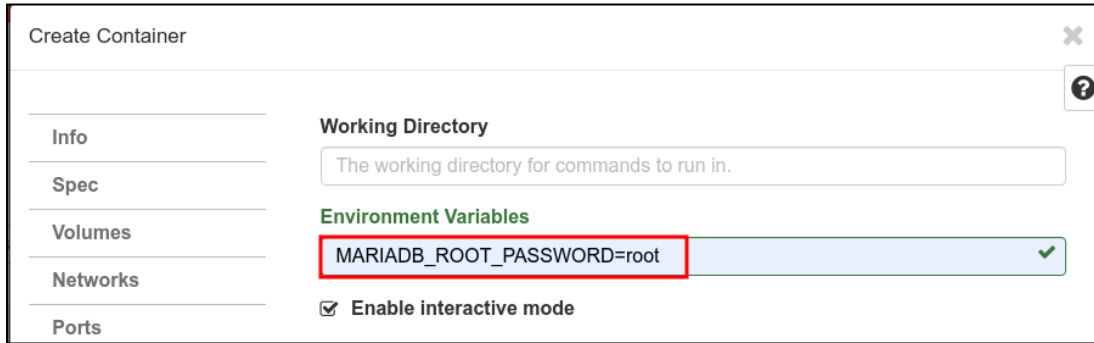 Create Container
Info
Spec
Volumes
Networks
Ports
Working Directory
The working directory for commands to run in.
Environment Variables
MARIADB_ROOT_PASSWORD=root
Enable interactive mode